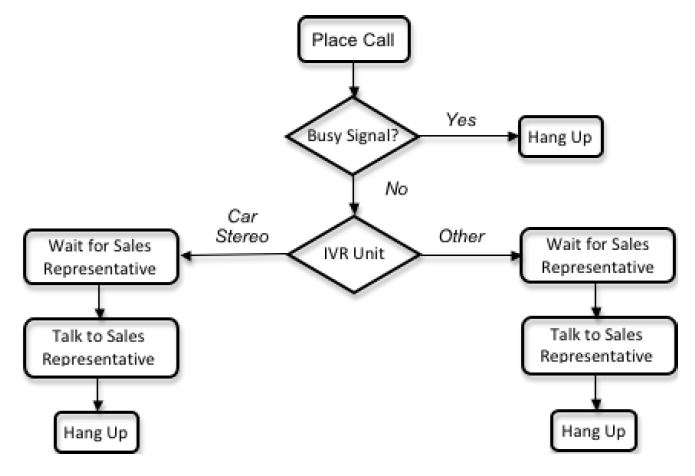 Place Call
Busy Signal?
Yes
Hang Up
No
Car
Stereo
IVR Unit
Other
Wait for Sales
Representative
Wait for Sales
Representative
Talk to Sales
Representative
Talk to Sales
Representative
Hang Up
Hang Up